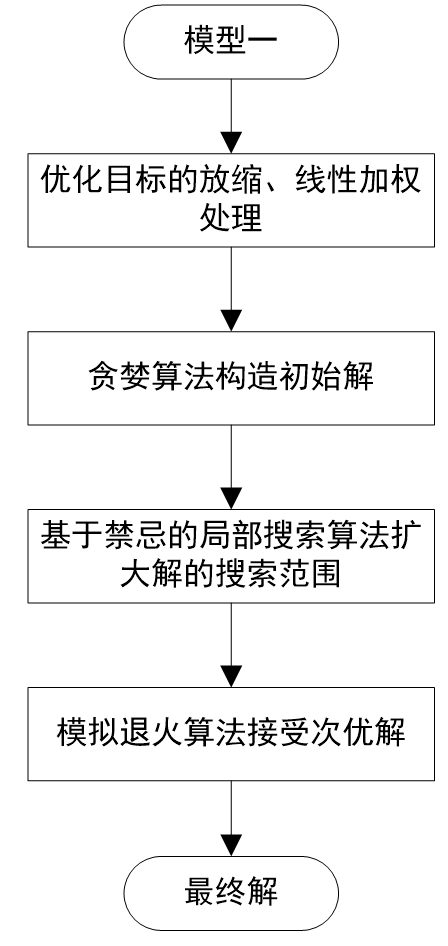 模型一
优化目标的放缩、线性加权
处理
贪婪算法构造初始解
基于禁忌的局部搜索算法扩
大解的搜索范围
模拟退火算法接受次优解
最终解